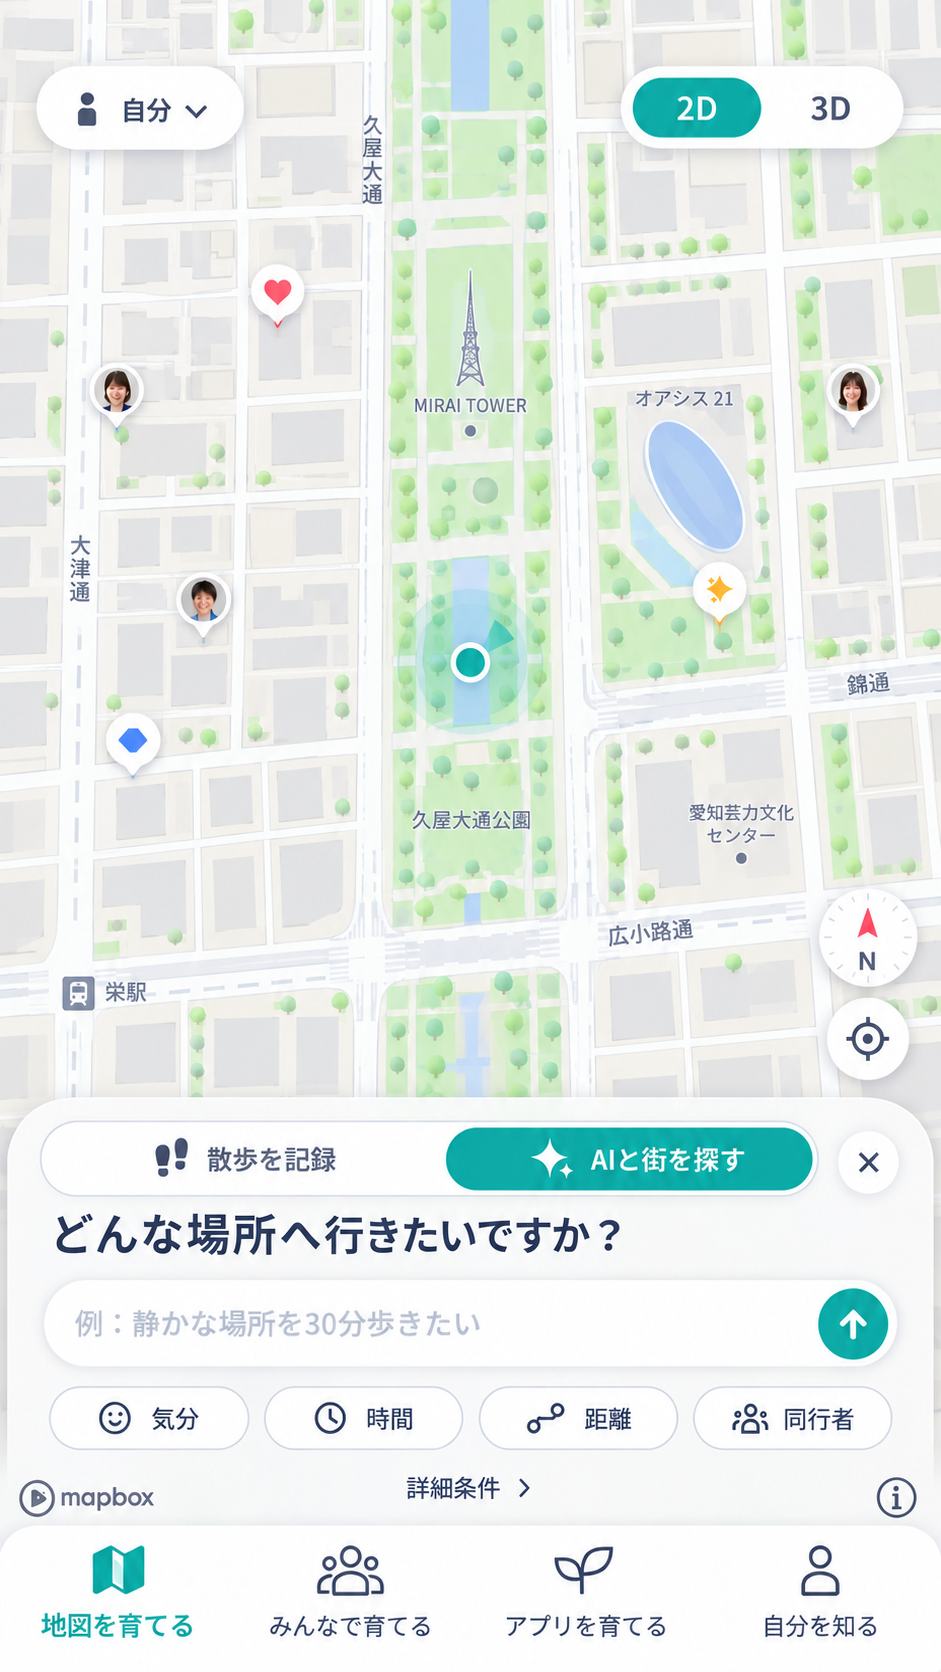 自分
2D
3D
久屋大通
MIRAI TOWER
オアシス 21
大津通
錦通
久屋大通公園
愛知芸力文化
センター
広小路通
N
栄駅
散歩を記録
AIと街を探す
どんな場所へ行きたいですか？
例：静かな場所を30分歩きたい
気分
時間
距離
同行者
詳細条件
mapbox
地図を育てる
みんなで育てる
アプリを育てる
自分を知る